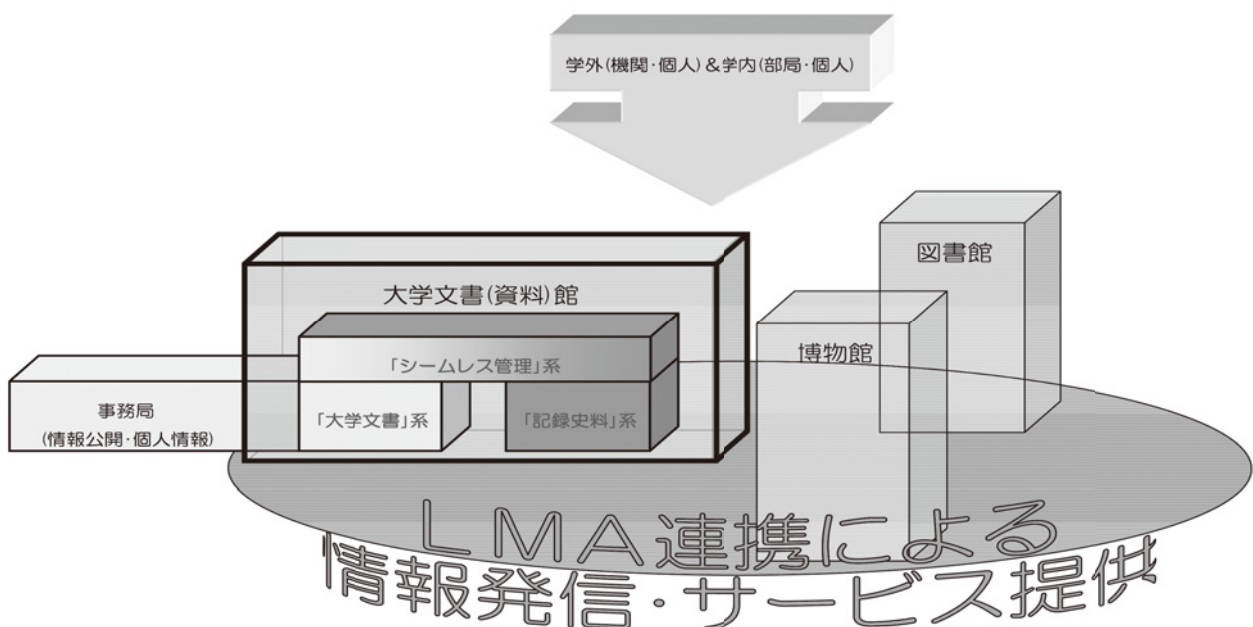 学外(機関・個人)&学内(部局・個人)
図書館
大学文書(資料)館
博物館
「シームレス管理」系
事務局
(情報公開・個人情報)
「大学文書」系
「記録史料」系
LMA連携による
情報発信・サービス提供